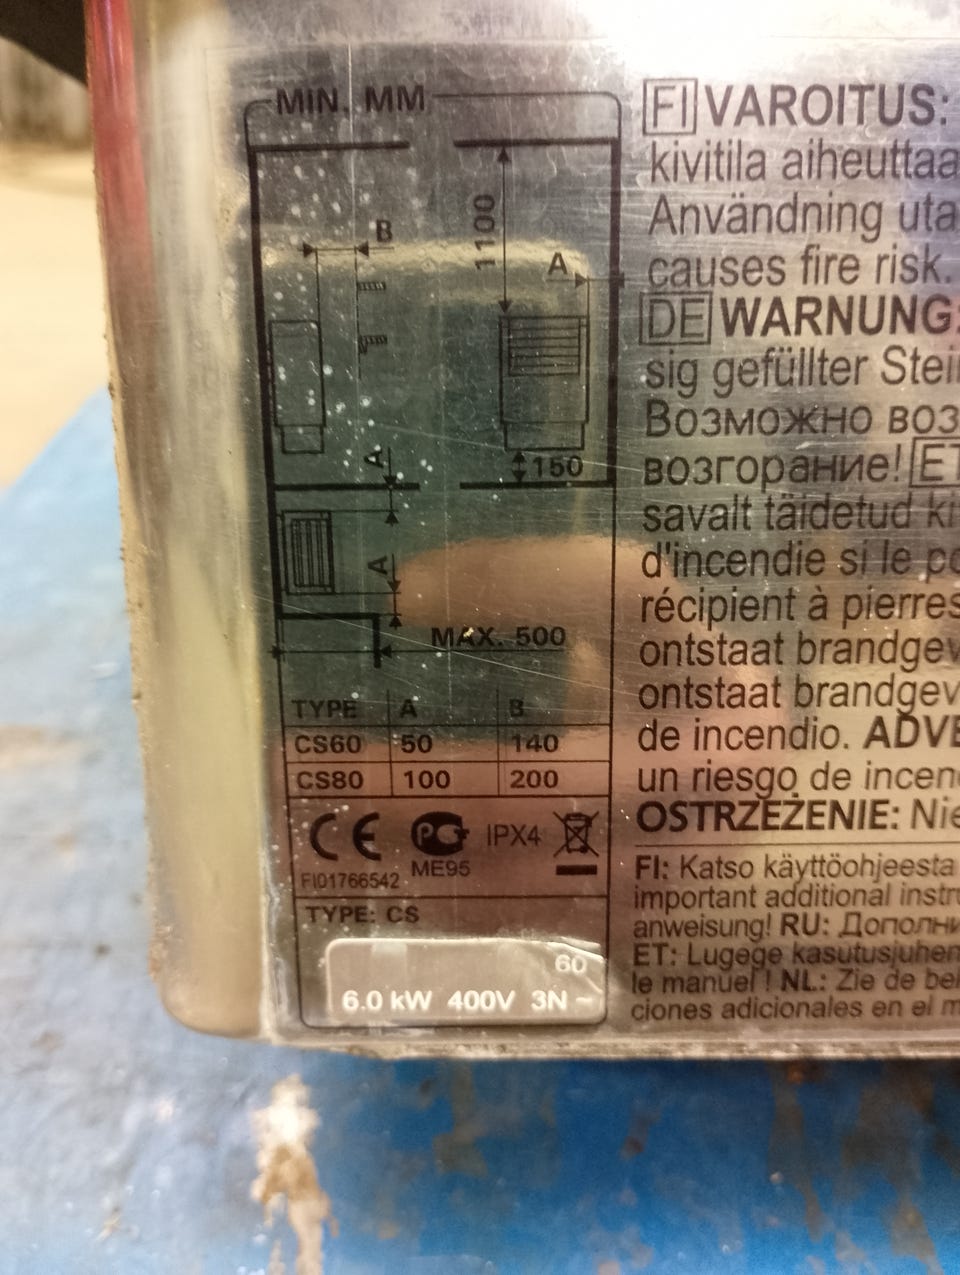 MIN. MM
B
1100
A
A
150
A
MAX. 500
TYPE A B
CS60 50 140
CS80 100 200
CE PG IPX4
ME95
FI01766542
TYPE: CS
60
6.0 kW 400V 3N ~
FI VAROITUS:
kivitila aiheuttaa
Användning uta
causes fire risk.
DE WARNUNG:
sig gefüllter Stei
Возможно воз
возгорание! ET
savalt täidetud ki
d'incendie si le po
récipient à pierres
ontstaat brandgev
ontstaat brandgev
de incendio. ADVE
un riesgo de incen
OSTRZEŻENIE: Nie
FI: Katso käyttöohjeesta
important additional instru
anweisung! RU: Дополни
ET: Lugege kasutusjuhen
le manuel ! NL: Zie de bel
ciones adicionales en el m